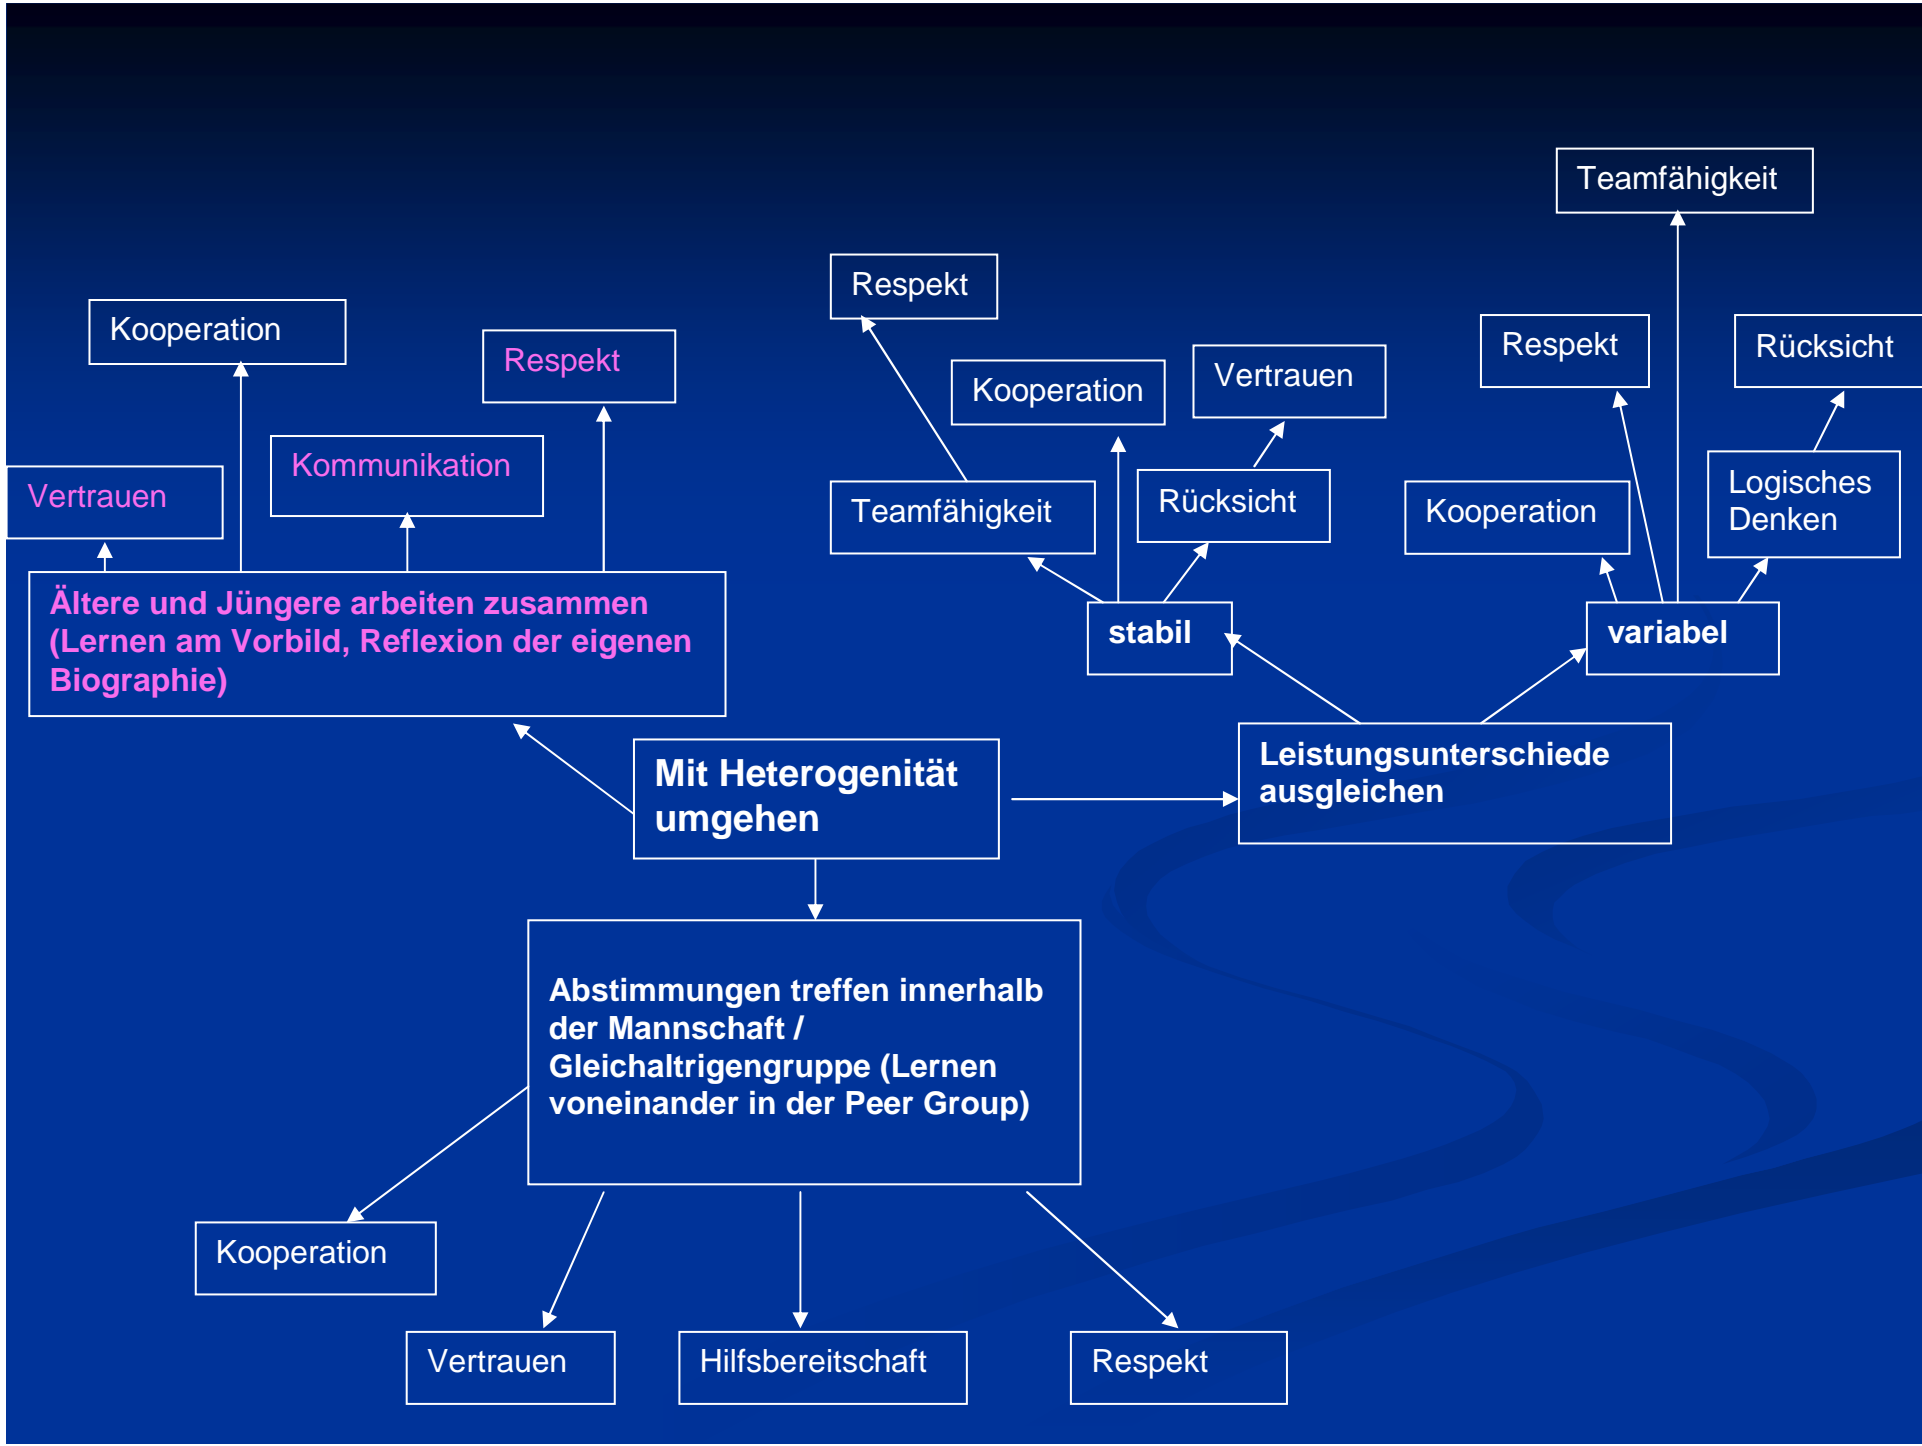 Teamfähigkeit
Respekt
Kooperation
Respekt
Kooperation
Vertrauen
Respekt
Rücksicht
Vertrauen
Kommunikation
Teamfähigkeit
Rücksicht
Kooperation
Logisches
Denken
Ältere und Jüngere arbeiten zusammen
(Lernen am Vorbild, Reflexion der eigenen
Biographie)
stabil
variabel
Mit Heterogenität
umgehen
Leistungsunterschiede
ausgleichen
Abstimmungen treffen innerhalb
der Mannschaft /
Gleichaltrigengruppe (Lernen
voneinander in der Peer Group)
Kooperation
Vertrauen
Hilfsbereitschaft
Respekt